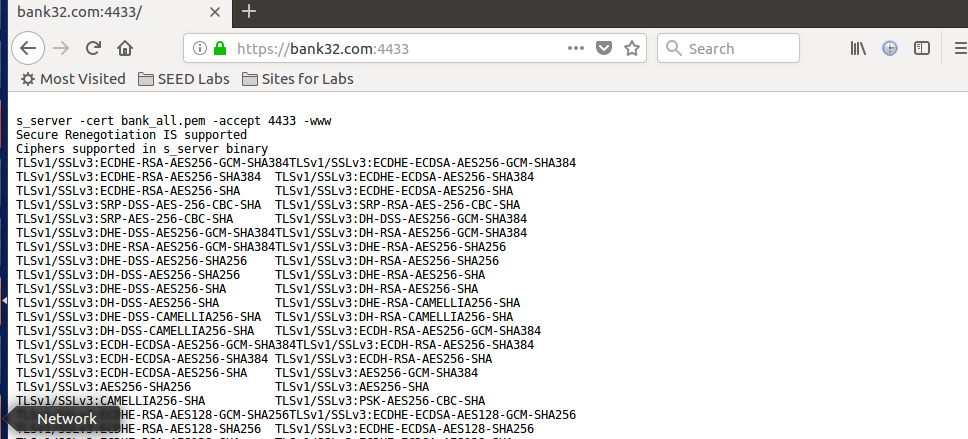 bank32.com:4433/
https://bank32.com:4433
Search
Most Visited SEED Labs Sites for Labs
s_server -cert bank_all.pem -accept 4433 -www
Secure Renegotiation IS supported
Ciphers supported in s_server binary
TLSv1/SSLv3:ECDHE-RSA-AES256-GCM-SHA384TLSv1/SSLv3:ECDHE-ECDSA-AES256-GCM-SHA384
TLSv1/SSLv3:ECDHE-RSA-AES256-SHA384 TLSv1/SSLv3:ECDHE-ECDSA-AES256-SHA384
TLSv1/SSLv3:ECDHE-RSA-AES256-SHA TLSv1/SSLv3:ECDHE-ECDSA-AES256-SHA
TLSv1/SSLv3:SRP-DSS-AES-256-CBC-SHA TLSv1/SSLv3:SRP-RSA-AES-256-CBC-SHA
TLSv1/SSLv3:SRP-AES-256-CBC-SHA TLSv1/SSLv3:DH-DSS-AES256-GCM-SHA384
TLSv1/SSLv3:DHE-DSS-AES256-GCM-SHA384TLSv1/SSLv3:DH-RSA-AES256-GCM-SHA384
TLSv1/SSLv3:DHE-RSA-AES256-GCM-SHA384TLSv1/SSLv3:DHE-RSA-AES256-SHA256
TLSv1/SSLv3:DHE-DSS-AES256-SHA256 TLSv1/SSLv3:DH-RSA-AES256-SHA256
TLSv1/SSLv3:DH-DSS-AES256-SHA256 TLSv1/SSLv3:DHE-RSA-AES256-SHA
TLSv1/SSLv3:DHE-DSS-AES256-SHA TLSv1/SSLv3:DH-RSA-AES256-SHA
TLSv1/SSLv3:DH-DSS-AES256-SHA TLSv1/SSLv3:DHE-RSA-CAMELLIA256-SHA
TLSv1/SSLv3:DHE-DSS-CAMELLIA256-SHA TLSv1/SSLv3:DH-RSA-CAMELLIA256-SHA
TLSv1/SSLv3:DH-DSS-CAMELLIA256-SHA TLSv1/SSLv3:ECDH-RSA-AES256-GCM-SHA384
TLSv1/SSLv3:ECDH-ECDSA-AES256-GCM-SHA384TLSv1/SSLv3:ECDH-RSA-AES256-SHA384
TLSv1/SSLv3:ECDH-ECDSA-AES256-SHA384 TLSv1/SSLv3:ECDH-RSA-AES256-SHA
TLSv1/SSLv3:ECDH-ECDSA-AES256-SHA TLSv1/SSLv3:AES256-GCM-SHA384
TLSv1/SSLv3:AES256-SHA256 TLSv1/SSLv3:AES256-SHA
TLSv1/SSLv3:CAMELLIA256-SHA TLSv1/SSLv3:PSK-AES256-CBC-SHA
TLSv1/SSLv3:ECDHE-RSA-AES128-GCM-SHA256TLSv1/SSLv3:ECDHE-ECDSA-AES128-GCM-SHA256
Network
TLSv1/SSLv3:ECDHE-RSA-AES128-SHA256 TLSv1/SSLv3:ECDHE-ECDSA-AES128-SHA256